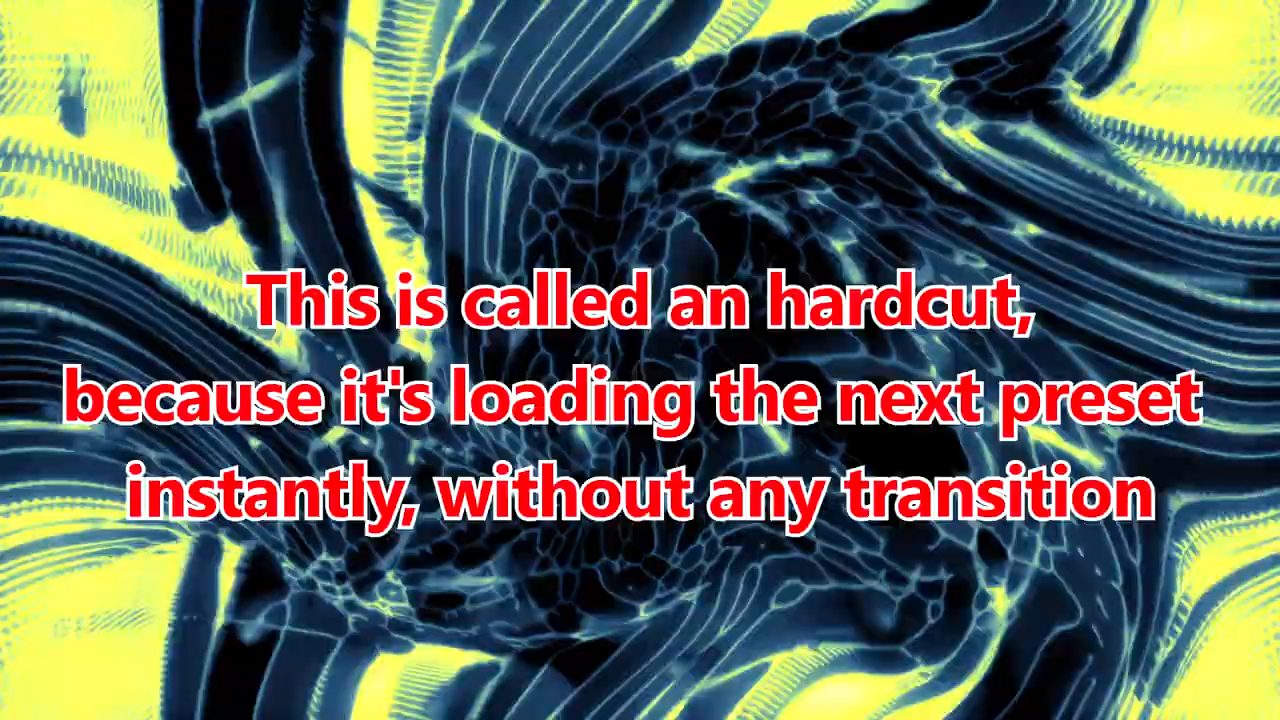 This is called an hardcut,
because it's loading the next preset
instantly, without any transition